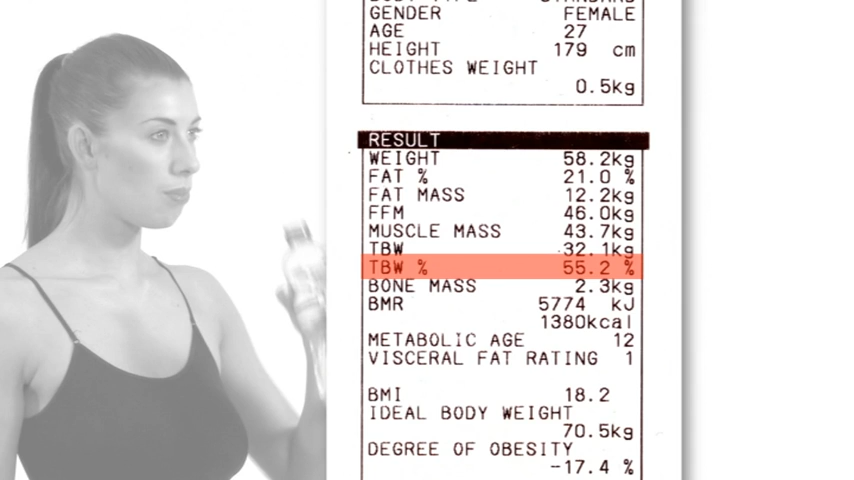 GENDER FEMALE
AGE 27
HEIGHT 179 cm
CLOTHES WEIGHT
0.5kg
RESULT
WEIGHT 58.2kg
FAT % 21.0 %
FAT MASS 12.2kg
FFM 46.0kg
MUSCLE MASS 43.7kg
TBW 32.1kg
TBW % 55.2 %
BONE MASS 2.3kg
BMR 5774 kJ
1380kcal
METABOLIC AGE 12
VISCERAL FAT RATING 1
BMI 18.2
IDEAL BODY WEIGHT
70.5kg
DEGREE OF OBESITY
-17.4 %